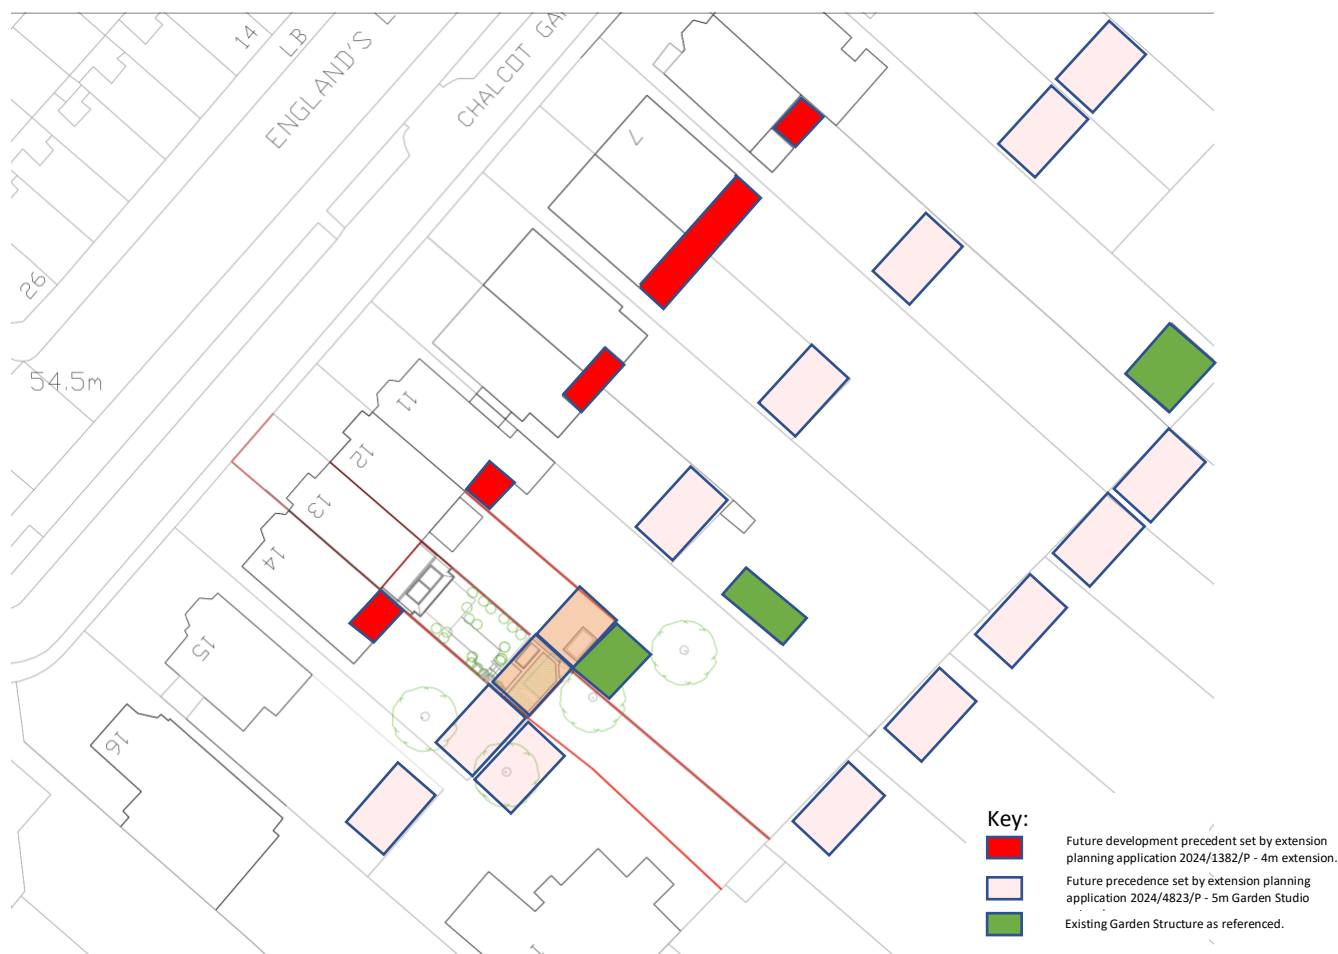 14
LB
ENGLAND'S
CHALCOT GA
7
26
54.5m
11
12
13
14
15
16
Key:
Future development precedent set by extension
planning application 2024/1382/P - 4m extension.
Future precedence set by extension planning
application 2024/4823/P - 5m Garden Studio
Existing Garden Structure as referenced.